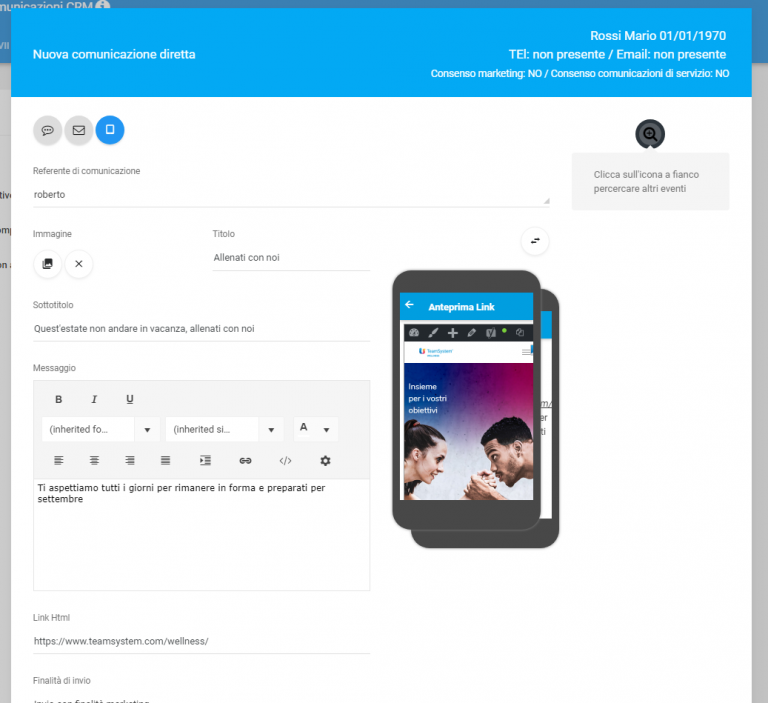 municazioni CRM
Rossi Mario 01/01/1970
Nuova comunicazione diretta
TEl: non presente / Email: non presente
Consenso marketing: NO / Consenso comunicazioni di servizio: NO
Referente di comunicazione
roberto
Clicca sull'icona a fianco
percercare altri eventi
Immagine
Titolo
Allenati con noi
Sottotitolo
Quest'estate non andare in vacanza, allenati con noi
Messaggio
B I U
(inherited fo...
(inherited si...
A
Ti aspettiamo tutti i giorni per rimanere in forma e preparati per
settembre
Anteprima Link
TeamSystem
Insieme
per i vostri
obiettivi
Link Html
https://www.teamsystem.com/wellness/
Finalità di invio
Invio con finalità marketing